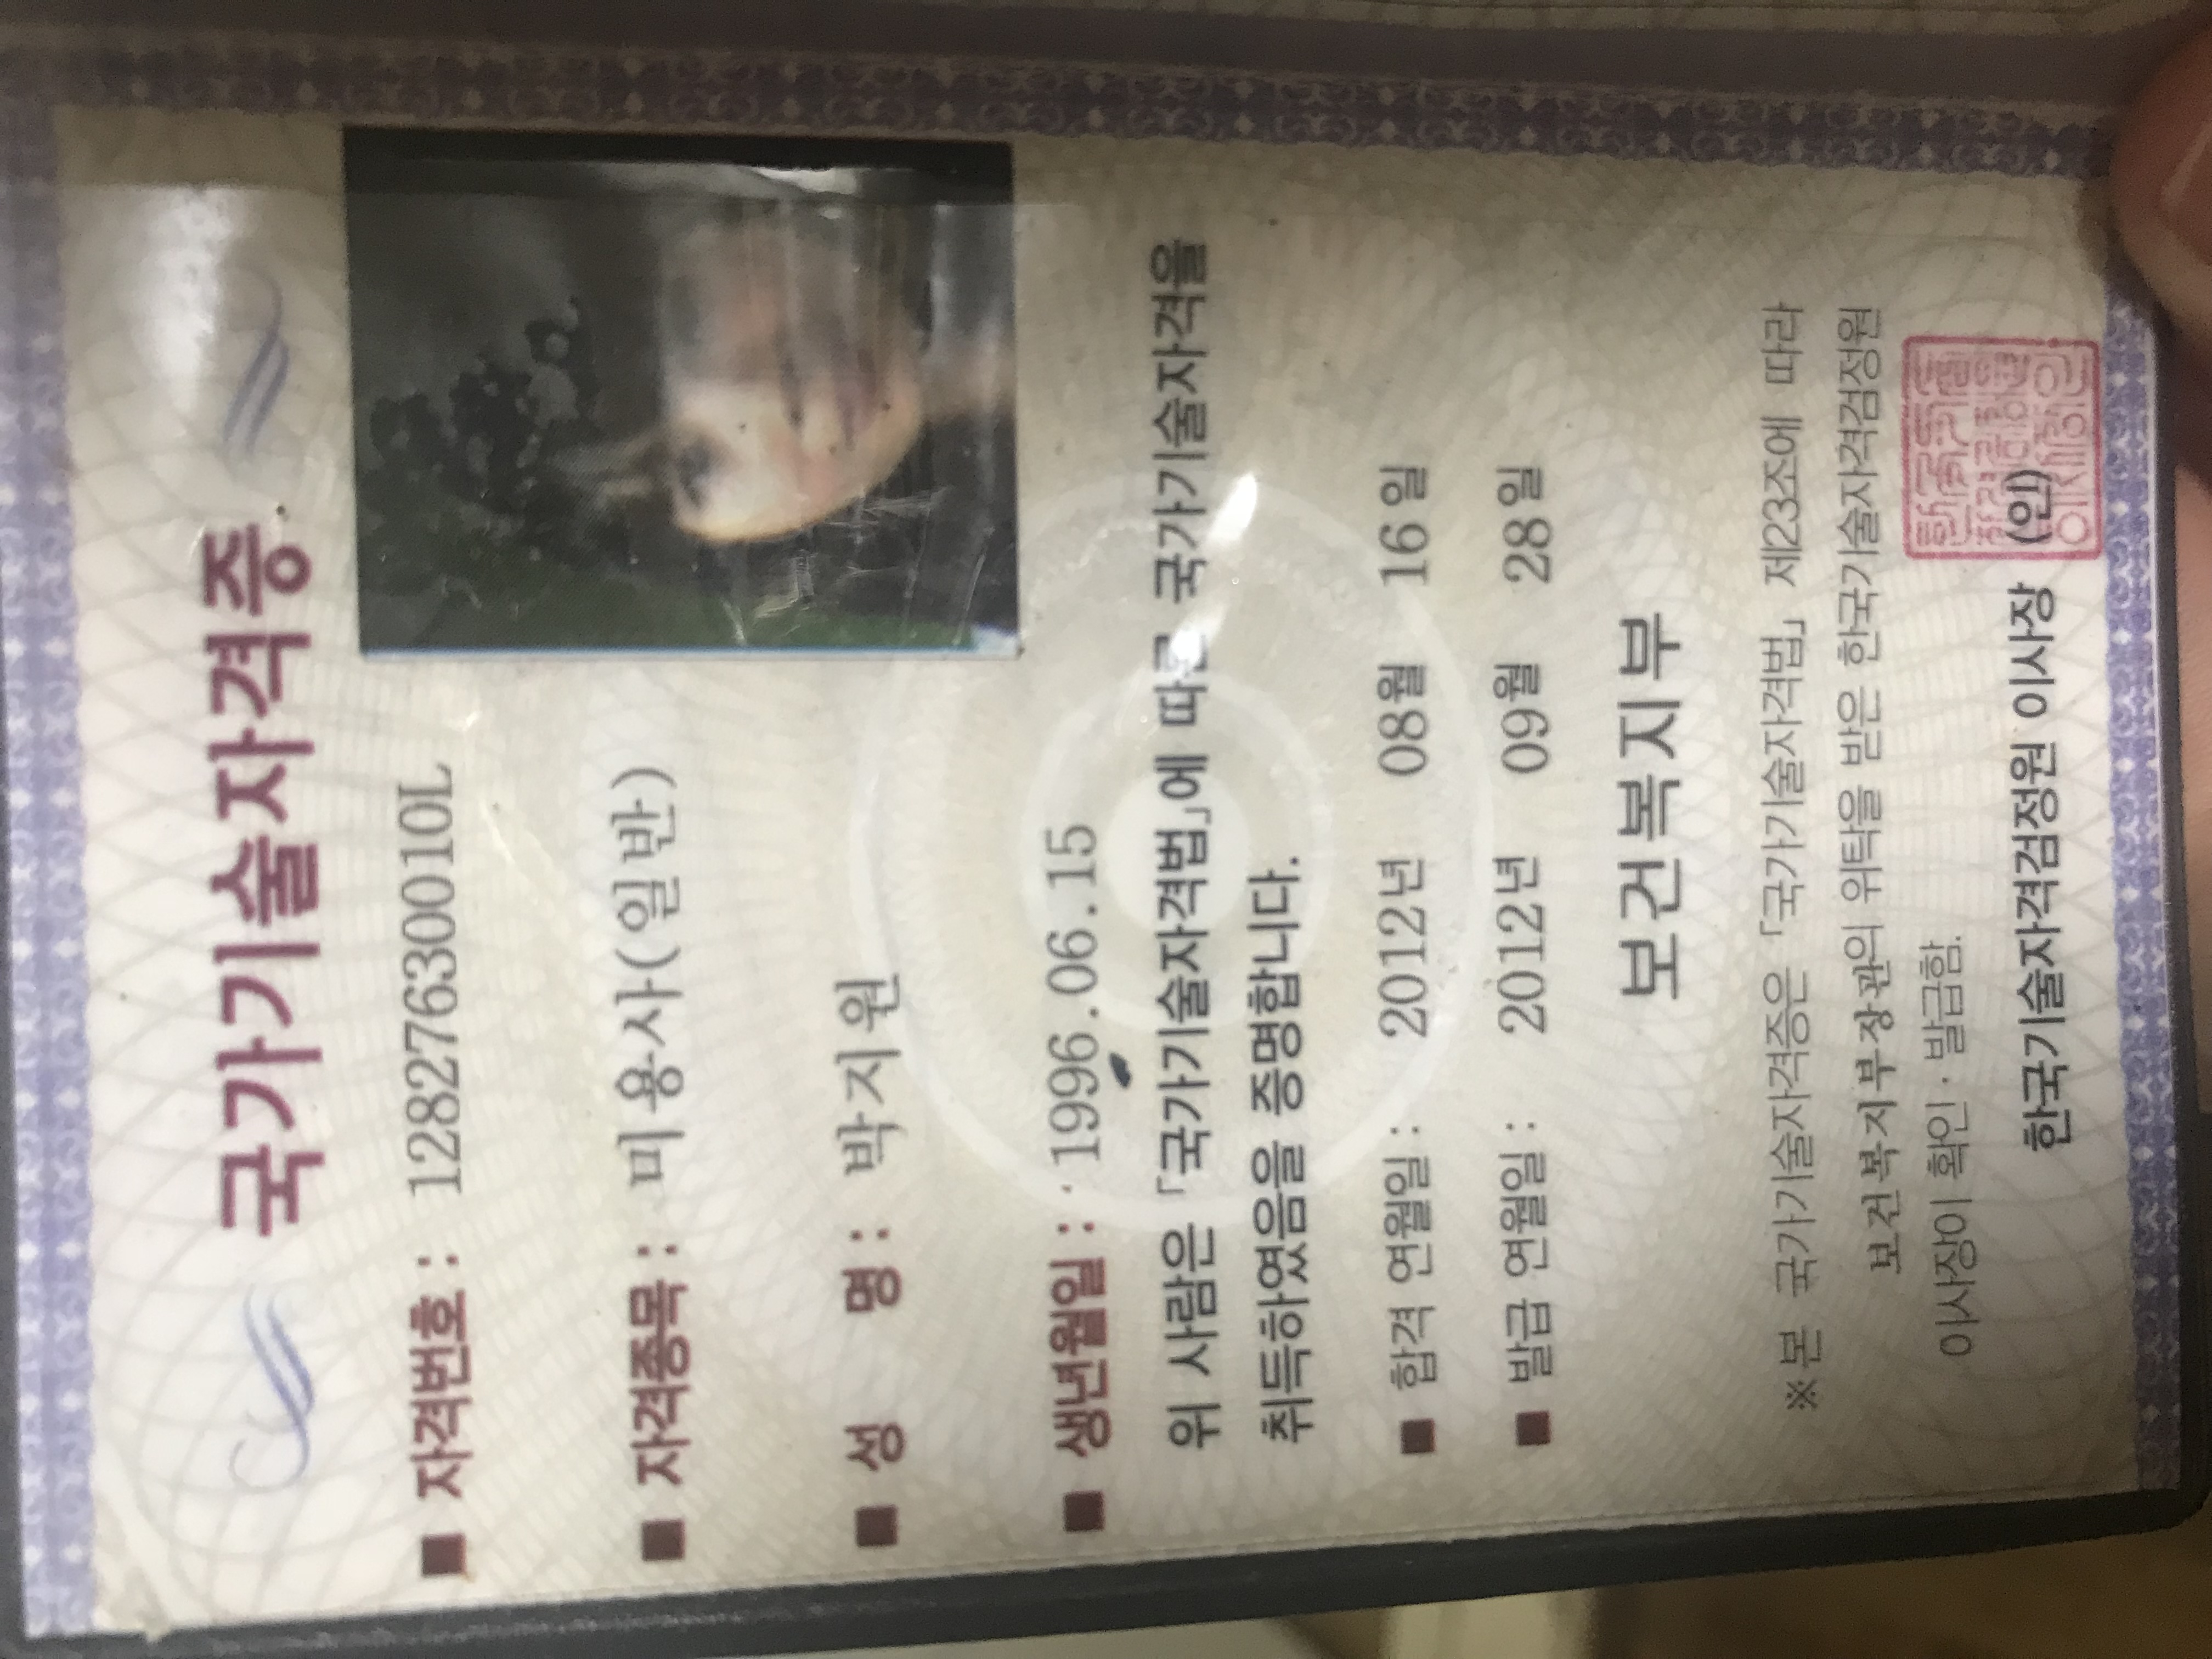 국가기술자격증
■ 자격번호 : 12827630010L
■ 자격종목 : 미용사(일반)
■ 성 명 : 박지원
■ 생년월일 : 1996.06.15
위 사람은 「국가기술자격법」에 따른 국가기술자격을
취득하였음을 증명합니다.
■ 합격 연월일 : 2012년 08월 16일
■ 발급 연월일 : 2012년 09월 28일
보건복지부
※본 국가기술자격증은 「국가기술자격법」 제23조에 따라
보건복지부장관의 위탁을 받은 한국기술자격검정원
이사장이 확인 · 발급함.
한국기술자격검정원 이사장 (인)